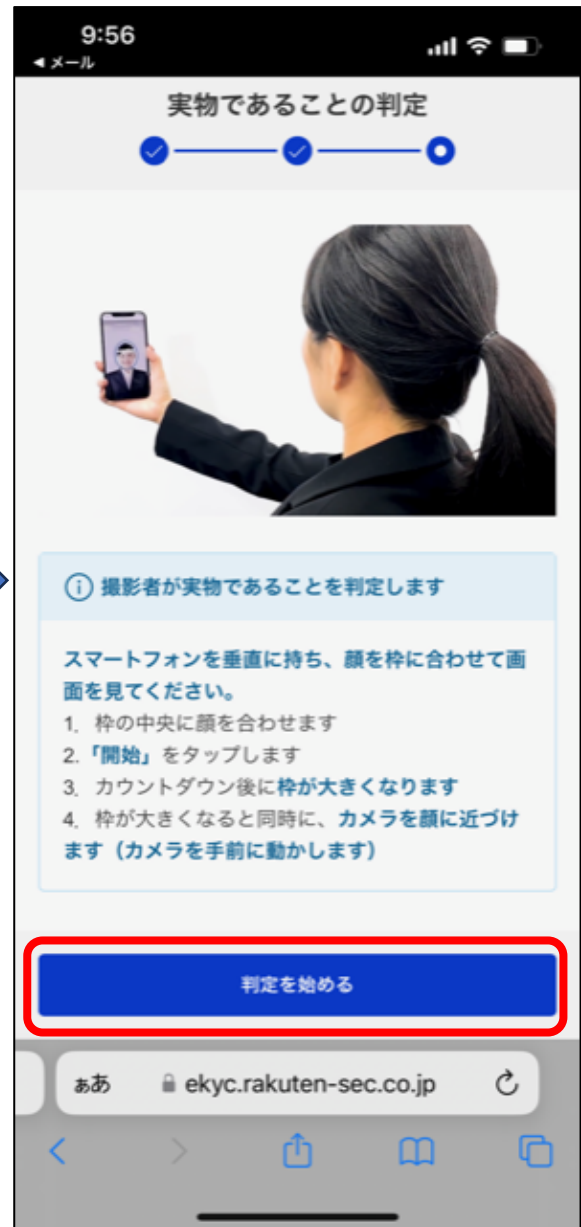 9:56
◀メール
実物であることの判定
撮影者が実物であることを判定します
スマートフォンを垂直に持ち、顔を枠に合わせて画
面を見てください。
1. 枠の中央に顔を合わせます
2.「開始」をタップします
3. カウントダウン後に枠が大きくなります
4. 枠が大きくなると同時に、カメラを顔に近づけ
ます（カメラを手前に動かします）
判定を始める
ぁあ ekyc.rakuten-sec.co.jp